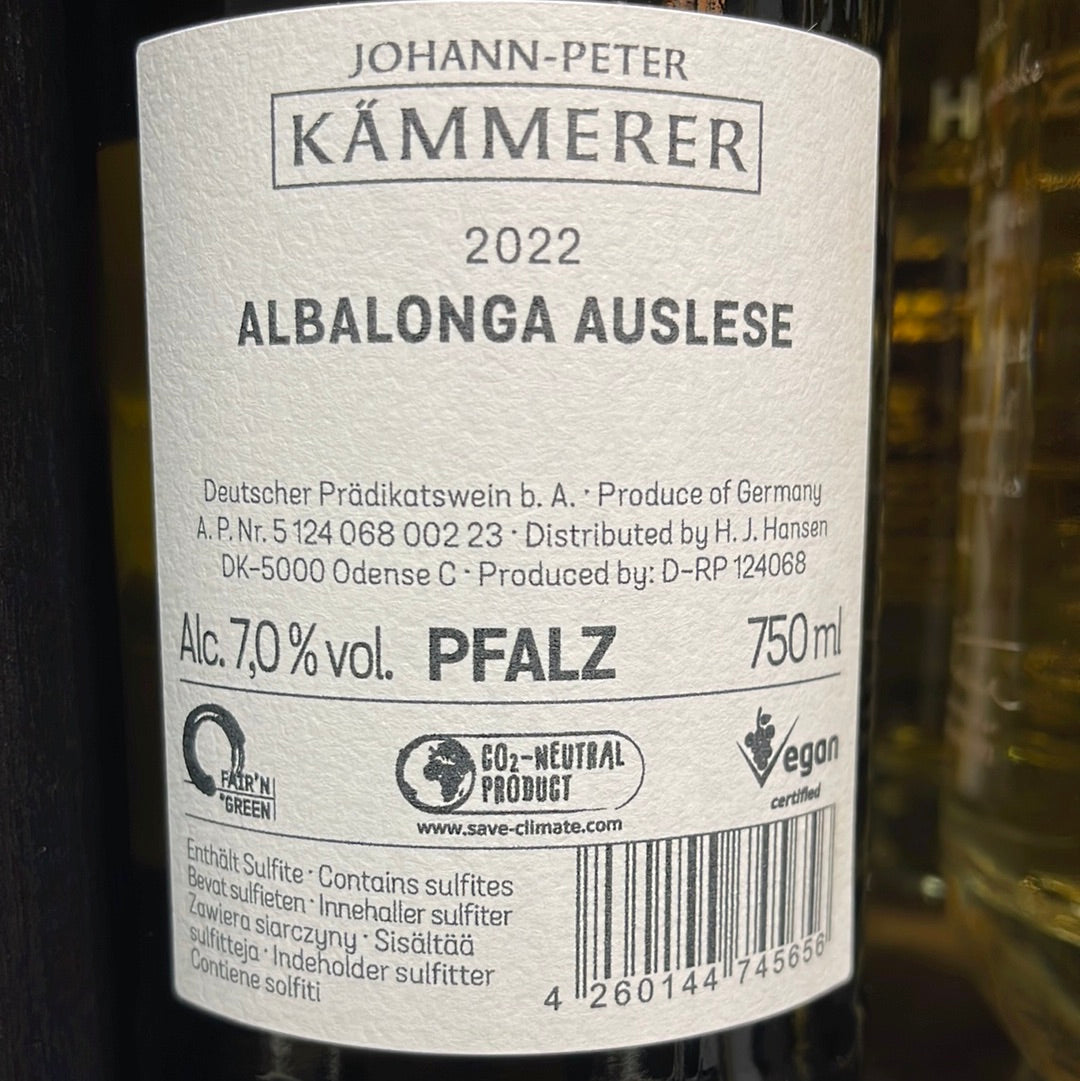 JOHANN-PETER
KÄMMERER
2022
ALBALONGA AUSLESE
Deutscher Prädikatswein b. A. · Produce of Germany
A. P. Nr. 5 124 068 002 23 · Distributed by H. J. Hansen
DK-5000 Odense C · Produced by: D-RP 124068
Alc. 7,0 % vol. PFALZ 750 ml
FAIR'N GREEN
CO₂-NEUTRAL
PRODUCT
www.save-climate.com
Vegan
certified
Enthält Sulfite · Contains sulfites
Bevat sulfieten · Innehaller sulfiter
Zawiera siarczyny · Sisältää
sulfitteja · Indeholder sulfitter
Contiene solfiti
4 260144 745656
H